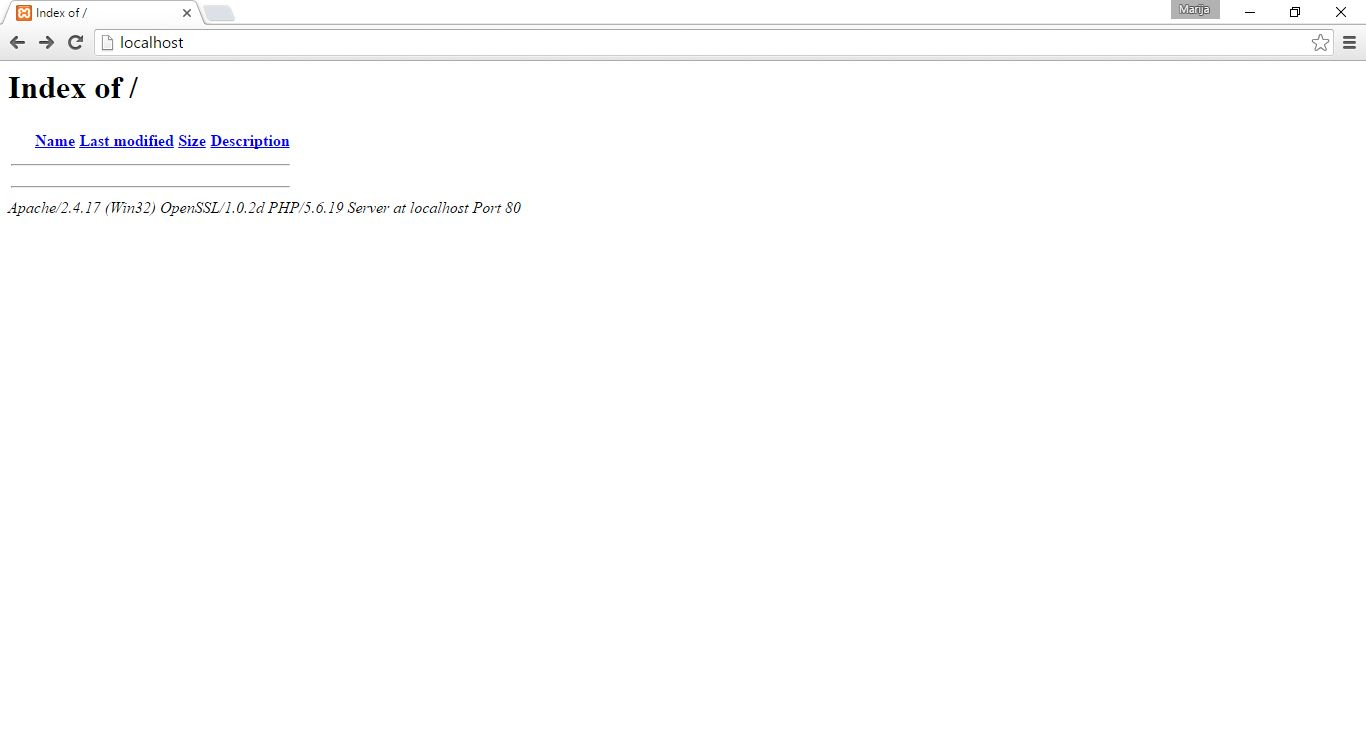 Index of /
Marija
localhost
Index of /
Name Last modified Size Description
Apache/2.4.17 (Win32) OpenSSL/1.0.2d PHP/5.6.19 Server at localhost Port 80